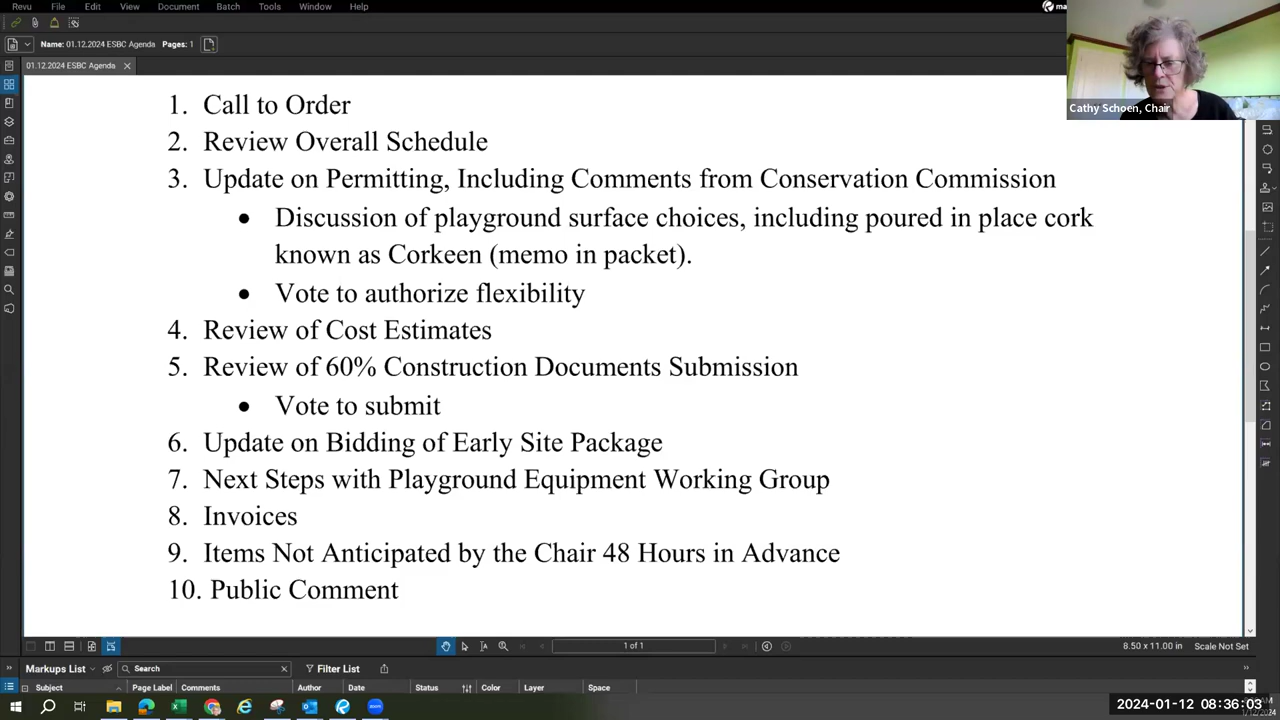 Revu File Edit View Document Batch Tools Window Help
Name: 01.12.2024 ESBC Agenda Pages: 1
01.12.2024 ESBC Agenda
Cathy Schoen, Chair
1. Call to Order
2. Review Overall Schedule
3. Update on Permitting, Including Comments from Conservation Commission
• Discussion of playground surface choices, including poured in place cork
known as Corkeen (memo in packet).
• Vote to authorize flexibility
4. Review of Cost Estimates
5. Review of 60% Construction Documents Submission
• Vote to submit
6. Update on Bidding of Early Site Package
7. Next Steps with Playground Equipment Working Group
8. Invoices
9. Items Not Anticipated by the Chair 48 Hours in Advance
10. Public Comment
1 of 1 8.50 x 11.00 in Scale Not Set
Markups List Search Filter List
Subject Page Label Comments Author Date Status Color Layer Space
2024-01-12 08:36:03